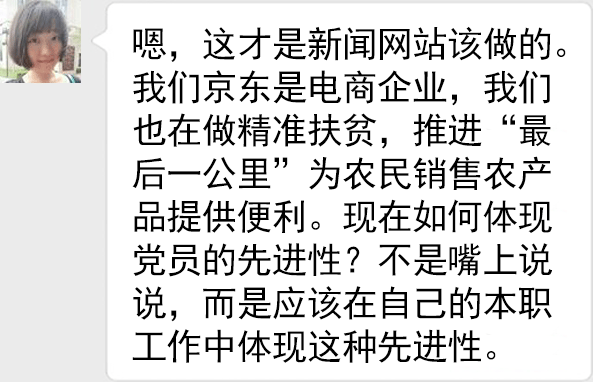 嗯，这才是新闻网站该做的。
我们京东是电商企业，我们
也在做精准扶贫，推进“最
后一公里”为农民销售农产
品提供便利。现在如何体现
党员的先进性？不是嘴上说
说，而是应该在自己的本职
工作中体现这种先进性。